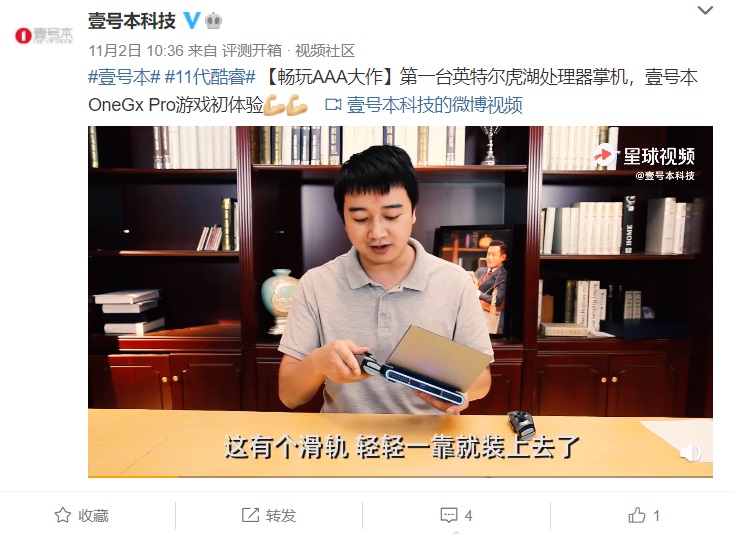 壹号本
壹号本科技
11月2日 10:36 来自 评测开箱·视频社区
#壹号本# #11代酷睿# 【畅玩AAA大作】第一台英特尔虎湖处理器掌机，壹号本
OneGx Pro游戏初体验 壹号本科技的微博视频
星球视频
@壹号本科技
HOME
这有个滑轨 轻轻一靠就装上去了
收藏
转发
4
1